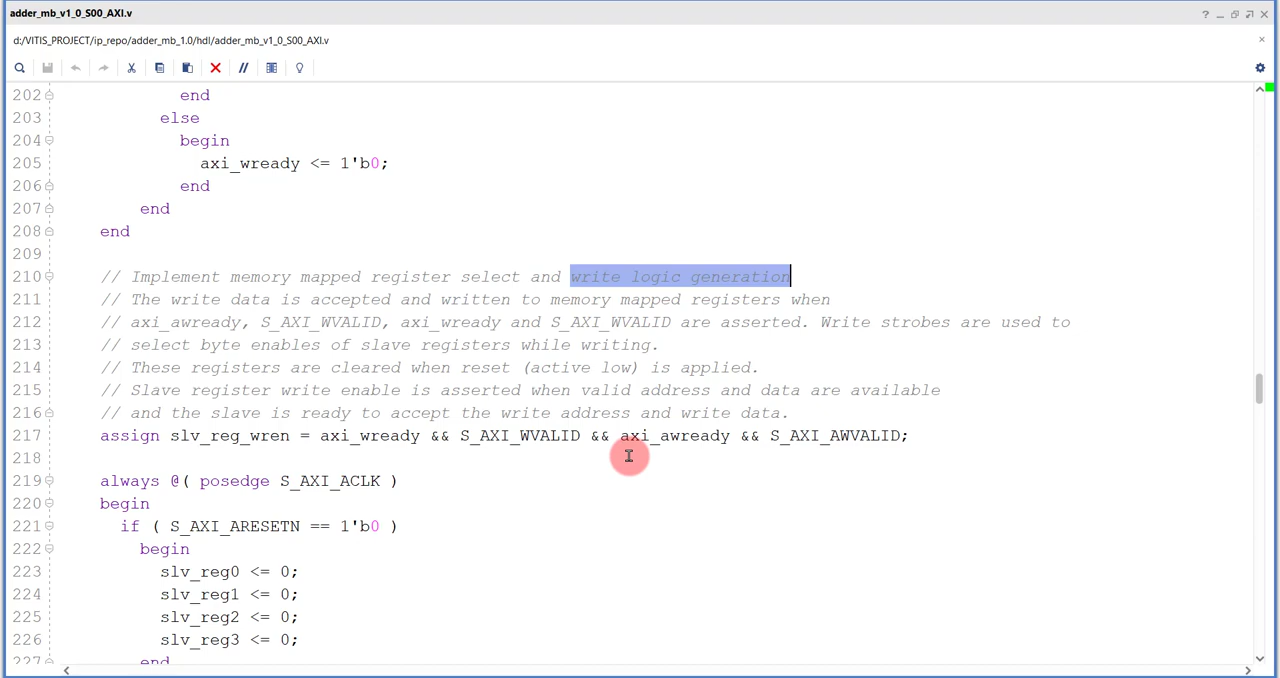 adder_mb_v1_0_S00_AXI.v
d:/VITIS_PROJECT/ip_repo/adder_mb_1.0/hdl/adder_mb_v1_0_S00_AXI.v
202 end
203 else
204 begin
205 axi_wready <= 1'b0;
206 end
207 end
208 end
209
210 // Implement memory mapped register select and write logic generation
211 // The write data is accepted and written to memory mapped registers when
212 // axi_awready, S_AXI_WVALID, axi_wready and S_AXI_WVALID are asserted. Write strobes are used to
213 // select byte enables of slave registers while writing.
214 // These registers are cleared when reset (active low) is applied.
215 // Slave register write enable is asserted when valid address and data are available
216 // and the slave is ready to accept the write address and write data.
217 assign slv_reg_wren = axi_wready && S_AXI_WVALID && axi_awready && S_AXI_AWVALID;
218
219 always @( posedge S_AXI_ACLK )
220 begin
221 if ( S_AXI_ARESETN == 1'b0 )
222 begin
223 slv_reg0 <= 0;
224 slv_reg1 <= 0;
225 slv_reg2 <= 0;
226 slv_reg3 <= 0;
227 end